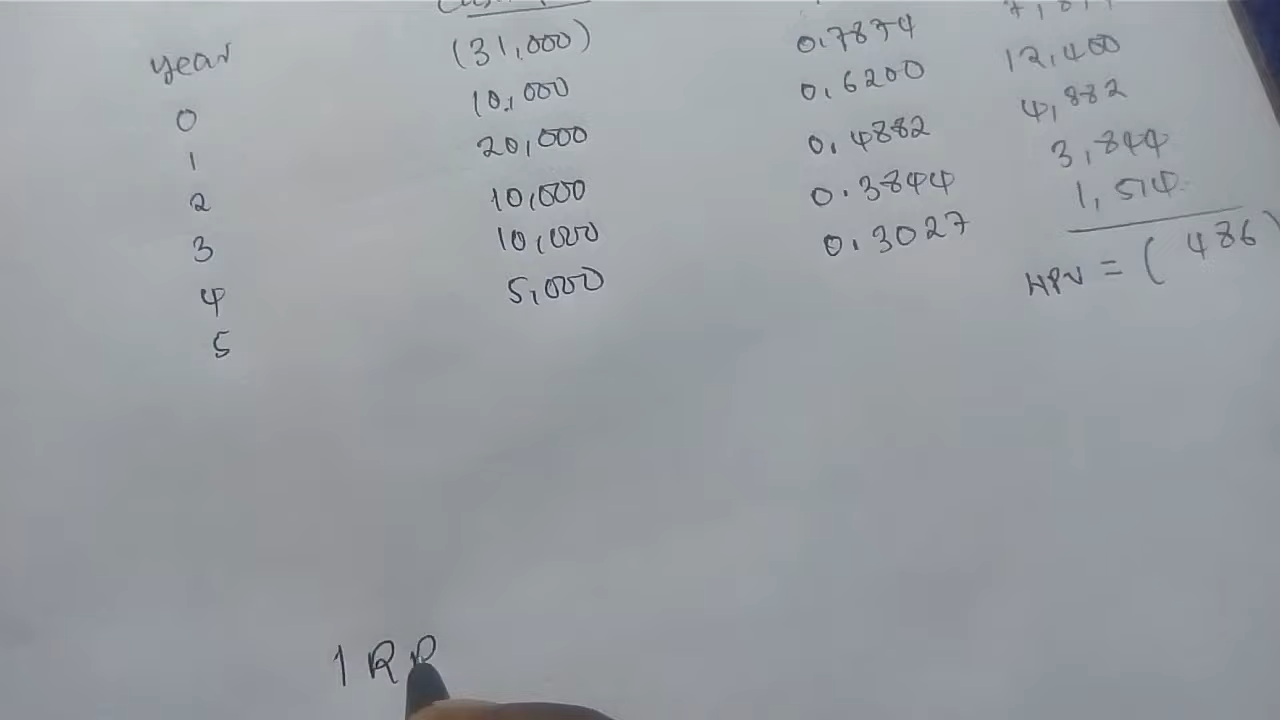 year (31,000) 0.7874
0 10,000 0.6200 12,400
1 20,000 0.4882 4,882
2 10,000 0.3844 3,844
3 10,000 0.3027 1,514
4 5,000 NPV = ( 486 )
5
IRR